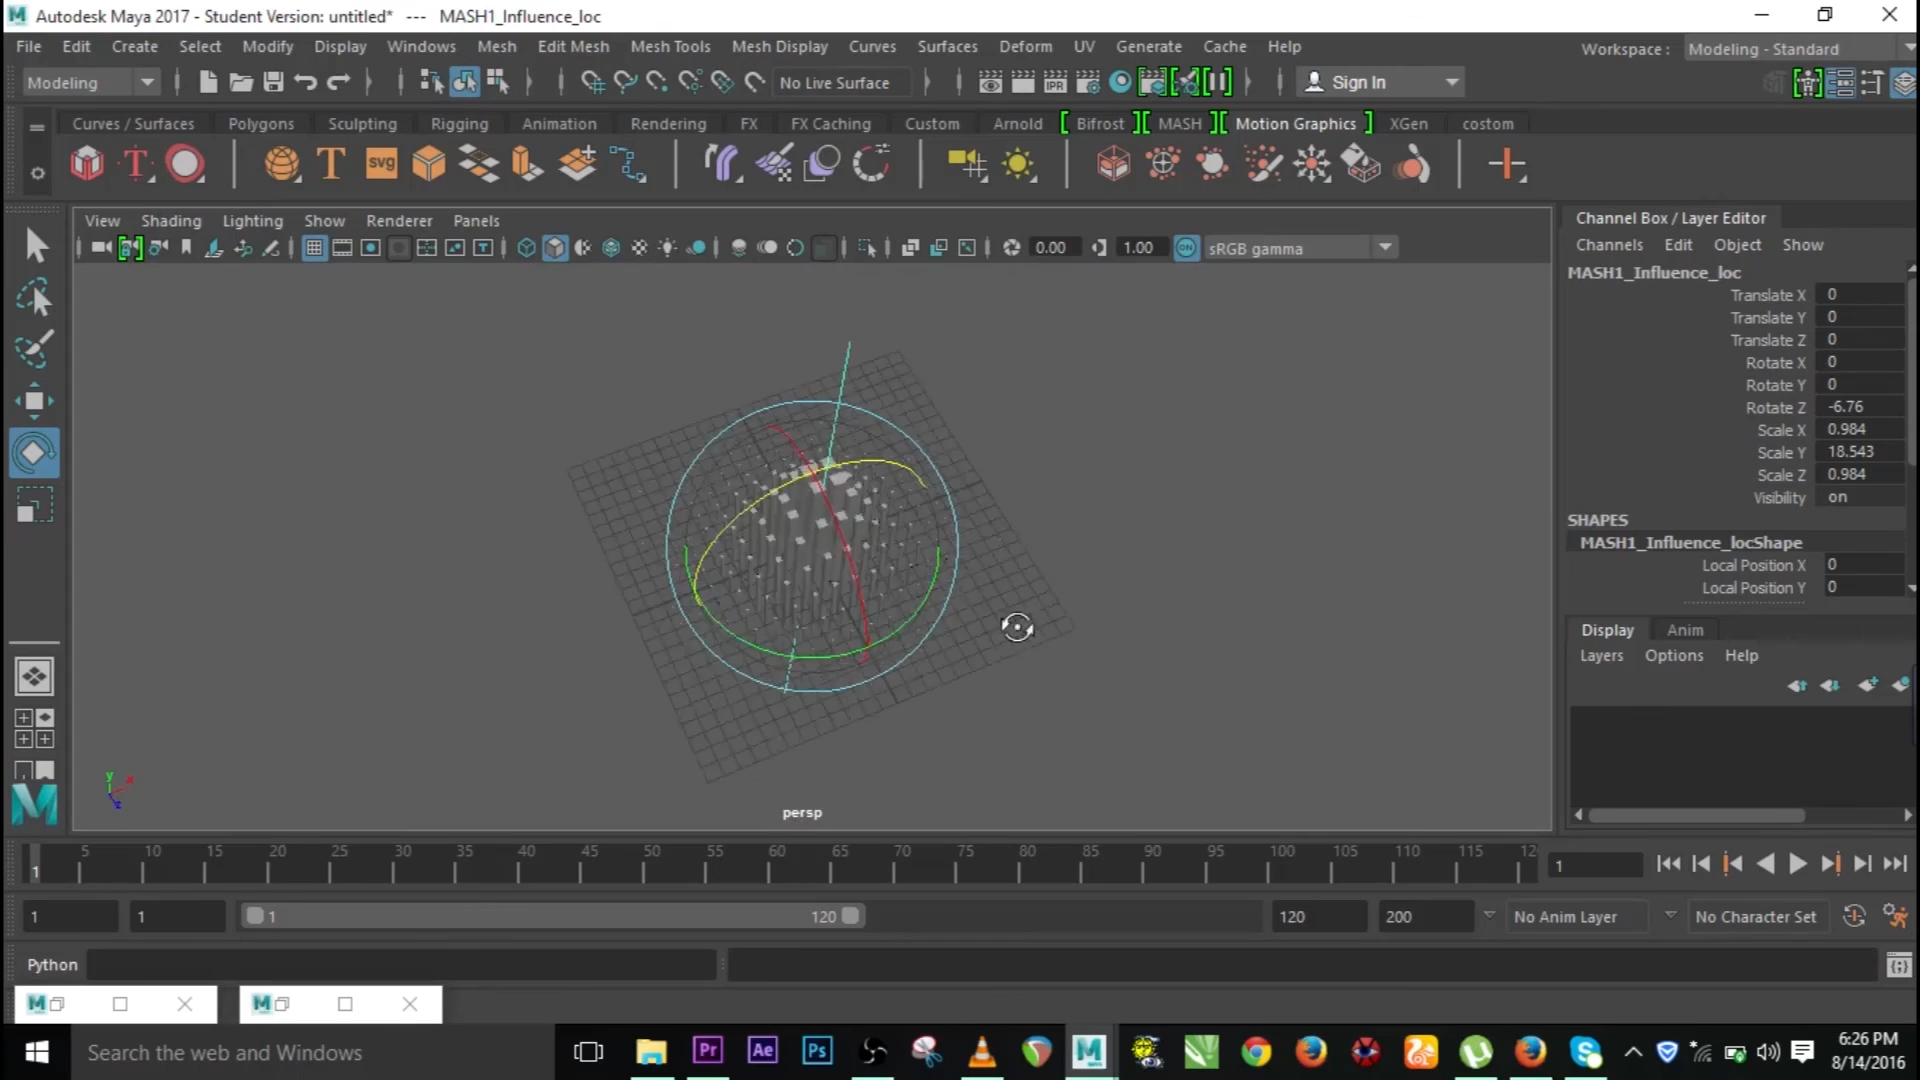 Autodesk Maya 2017 - Student Version: untitled*   ---   MASH1_Influence_loc
File Edit Create Select Modify Display Windows Mesh Edit Mesh Mesh Tools Mesh Display Curves Surfaces Deform UV Generate Cache Help Workspace : Modeling - Standard
Modeling No Live Surface IPR Sign In
Curves / Surfaces Polygons Sculpting Rigging Animation Rendering FX FX Caching Custom Arnold Bifrost MASH Motion Graphics XGen costom
T T svg
View Shading Lighting Show Renderer Panels
0.00 1.00 ON sRGB gamma
Channel Box / Layer Editor
Channels Edit Object Show
MASH1_Influence_loc
Translate X 0
Translate Y 0
Translate Z 0
Rotate X 0
Rotate Y 0
Rotate Z -6.76
Scale X 0.984
Scale Y 18.543
Scale Z 0.984
Visibility on
SHAPES
MASH1_Influence_locShape
Local Position X 0
Local Position Y 0
Display Anim
Layers Options Help
y x z
persp
5 10 15 20 25 30 35 40 45 50 55 60 65 70 75 80 85 90 95 100 105 110 115 12
1 1
1 1 1 120 120 200 No Anim Layer No Character Set
Python
Search the web and Windows Pr Ae Ps 6:26 PM
8/14/2016